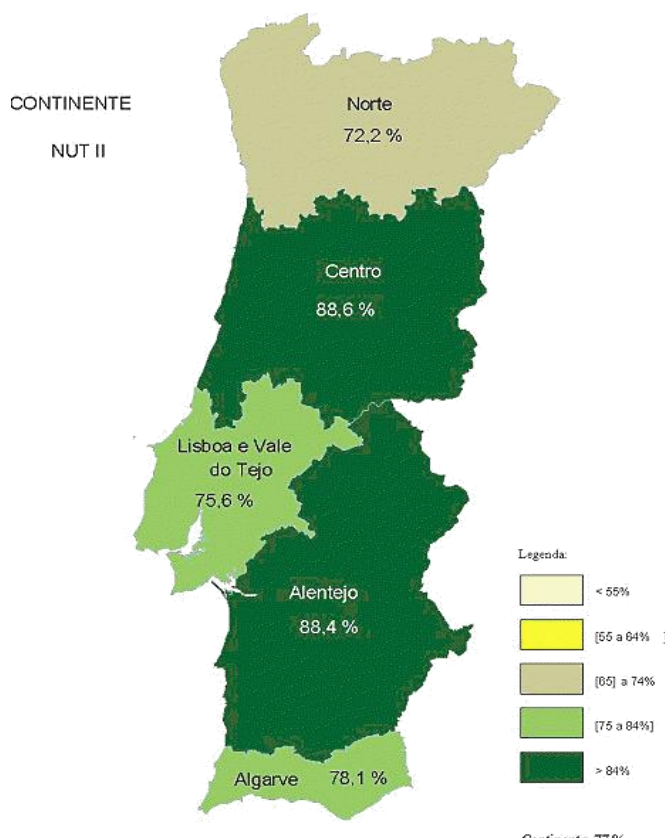 CONTINENTE
NUT II
Norte
72,2 %
Centro
88,6 %
Lisboa e Vale
do Tejo
75,6 %
Alentejo
88,4 %
Algarve 78,1 %
Legenda:
< 55%
[55 a 64% ]
[65] a 74%
[75 a 84%]
> 84%
Continente 77%